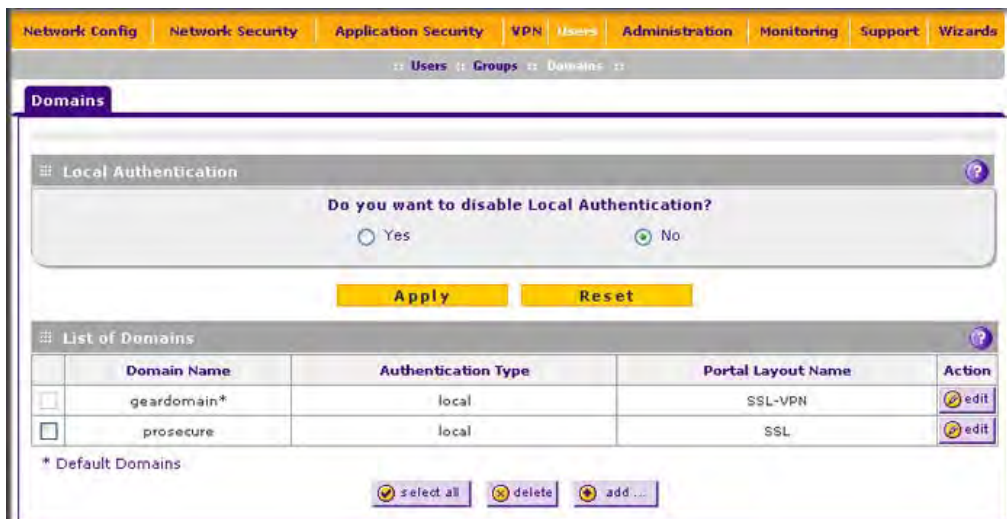 Network Config Network Security Application Security VPN Users Administration Monitoring Support Wizards
:: Users :: Groups :: Domains ::
Domains
Local Authentication
Do you want to disable Local Authentication?
Yes No
Apply Reset
List of Domains
Domain Name Authentication Type Portal Layout Name Action
geardomain* local SSL-VPN edit
prosecure local SSL edit
* Default Domains
select all delete add ...